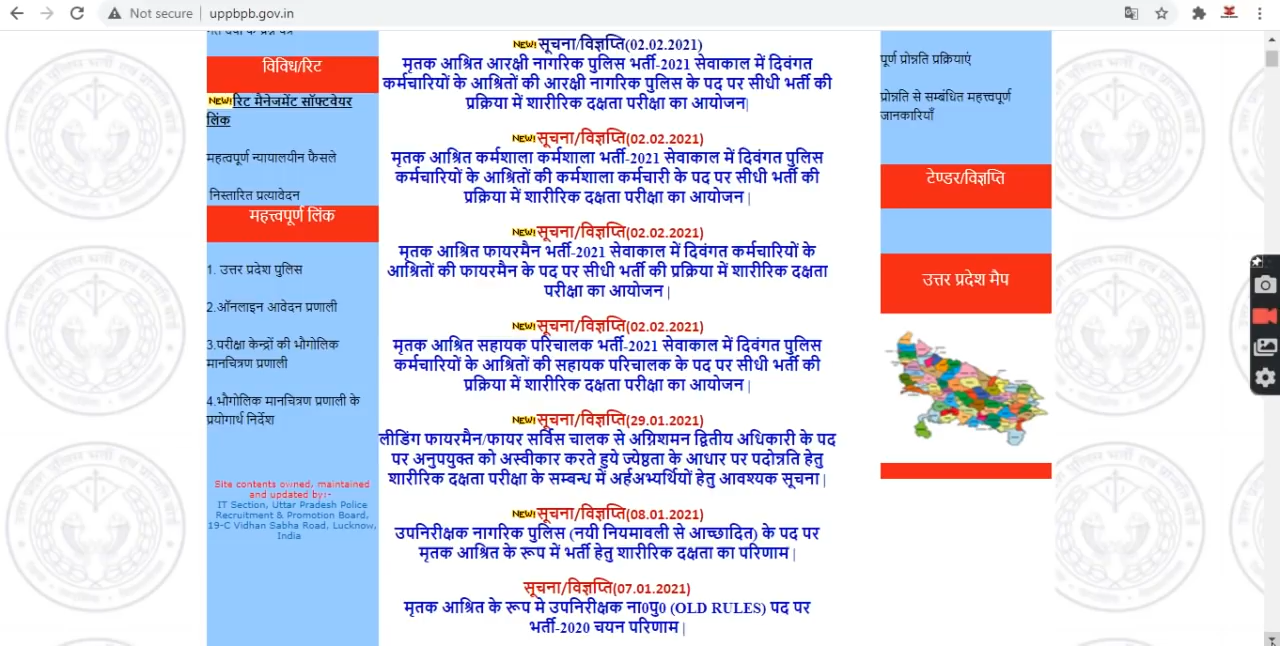 Not secure | uppbpb.gov.in
विविध/रिट
NEW! रिट मैनेजमेंट सॉफ्टवेयर
लिंक
महत्वपूर्ण न्यायालयीन फैसले
निस्तारित प्रत्यावेदन
महत्त्वपूर्ण लिंक
1. उत्तर प्रदेश पुलिस
2.ऑनलाइन आवेदन प्रणाली
3.परीक्षा केन्द्रों की भौगोलिक
मानचित्रण प्रणाली
4.भौगोलिक मानचित्रण प्रणाली के
प्रयोगार्थ निर्देश
Site contents owned, maintained
and updated by:-
IT Section, Uttar Pradesh Police
Recruitment & Promotion Board,
19-C Vidhan Sabha Road, Lucknow,
India
NEW! सूचना/विज्ञप्ति(02.02.2021)
मृतक आश्रित आरक्षी नागरिक पुलिस भर्ती-2021 सेवाकाल में दिवंगत
कर्मचारियों के आश्रितों की आरक्षी नागरिक पुलिस के पद पर सीधी भर्ती की
प्रक्रिया में शारीरिक दक्षता परीक्षा का आयोजन|
NEW! सूचना/विज्ञप्ति(02.02.2021)
मृतक आश्रित कर्मशाला कर्मशाला भर्ती-2021 सेवाकाल में दिवंगत पुलिस
कर्मचारियों के आश्रितों की कर्मशाला कर्मचारी के पद पर सीधी भर्ती की
प्रक्रिया में शारीरिक दक्षता परीक्षा का आयोजन |
NEW! सूचना/विज्ञप्ति(02.02.2021)
मृतक आश्रित फायरमैन भर्ती-2021 सेवाकाल में दिवंगत कर्मचारियों के
आश्रितों की फायरमैन के पद पर सीधी भर्ती की प्रक्रिया में शारीरिक दक्षता
परीक्षा का आयोजन |
NEW! सूचना/विज्ञप्ति(02.02.2021)
मृतक आश्रित सहायक परिचालक भर्ती-2021 सेवाकाल में दिवंगत पुलिस
कर्मचारियों के आश्रितों की सहायक परिचालक के पद पर सीधी भर्ती की
प्रक्रिया में शारीरिक दक्षता परीक्षा का आयोजन |
NEW! सूचना/विज्ञप्ति(29.01.2021)
लीडिंग फायरमैन/फायर सर्विस चालक से अग्निशमन द्वितीय अधिकारी के पद
पर अनुपयुक्त को अस्वीकार करते हुये ज्येष्ठता के आधार पर पदोन्नति हेतु
शारीरिक दक्षता परीक्षा के सम्बन्ध में अर्हअभ्यर्थियों हेतु आवश्यक सूचना |
NEW! सूचना/विज्ञप्ति(08.01.2021)
उपनिरीक्षक नागरिक पुलिस (नयी नियमावली से आच्छादित) के पद पर
मृतक आश्रित के रूप में भर्ती हेतु शारीरिक दक्षता का परिणाम |
सूचना/विज्ञप्ति(07.01.2021)
मृतक आश्रित के रूप मे उपनिरीक्षक ना0पु0 (OLD RULES) पद पर
भर्ती-2020 चयन परिणाम |
पूर्ण प्रोन्नति प्रक्रियाएं
प्रोन्नति से सम्बंधित महत्त्वपूर्ण
जानकारियाँ
टेण्डर/विज्ञप्ति
उत्तर प्रदेश मैप